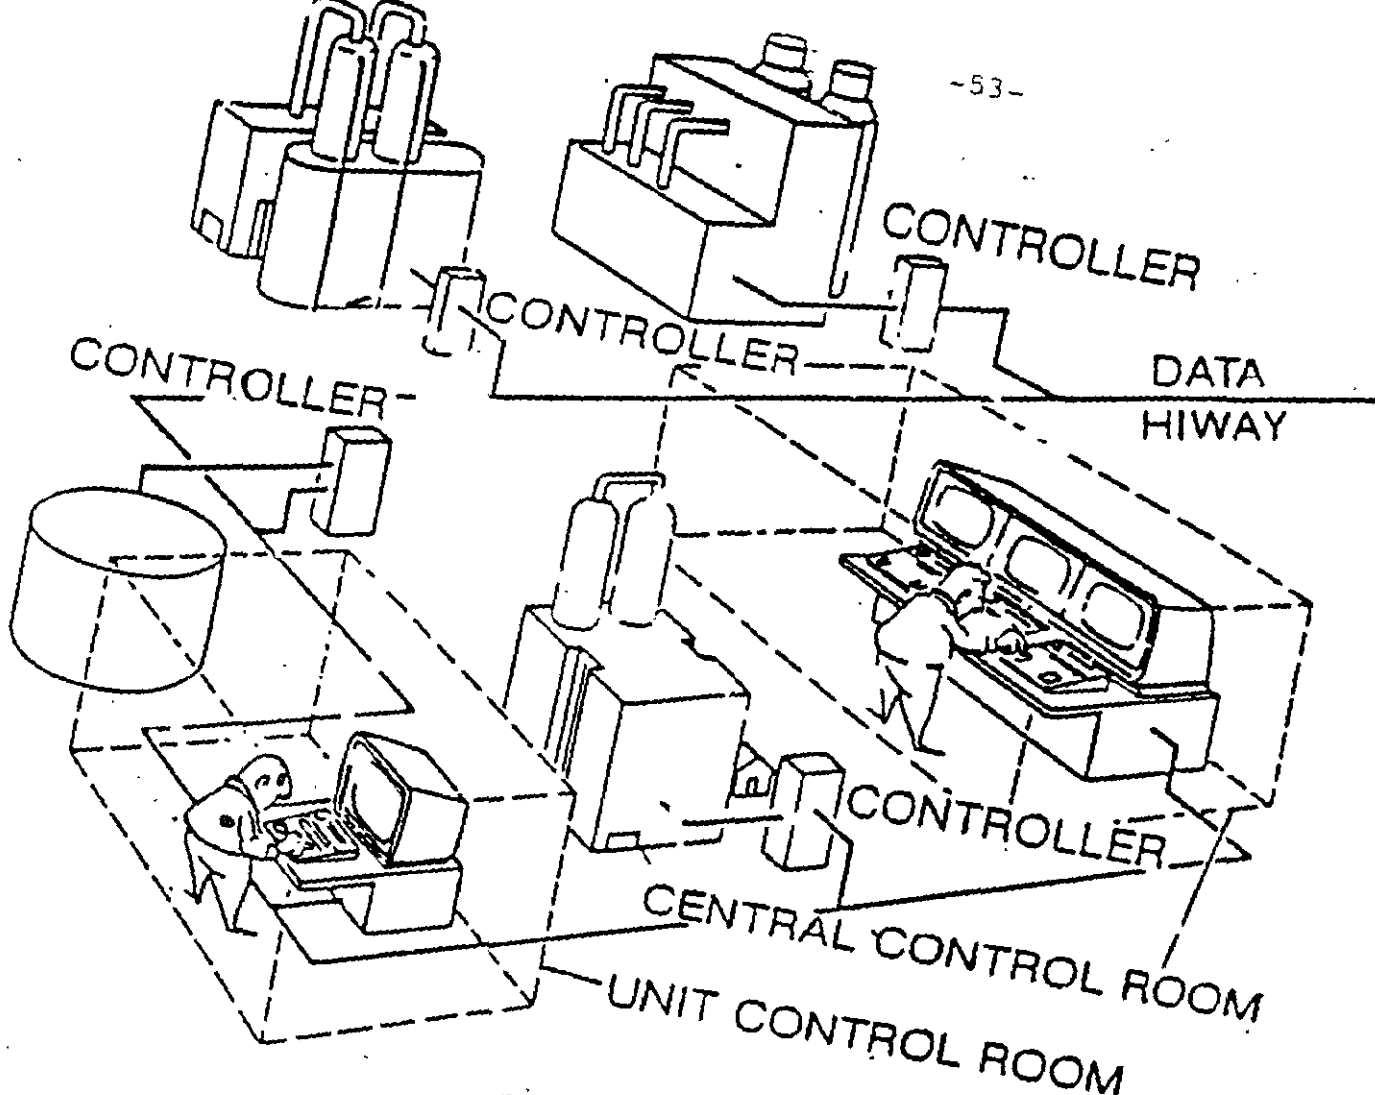 -53-
CONTROLLER
CONTROLLER
CONTROLLER
DATA
HIWAY
CONTROLLER
CENTRAL CONTROL ROOM
UNIT CONTROL ROOM